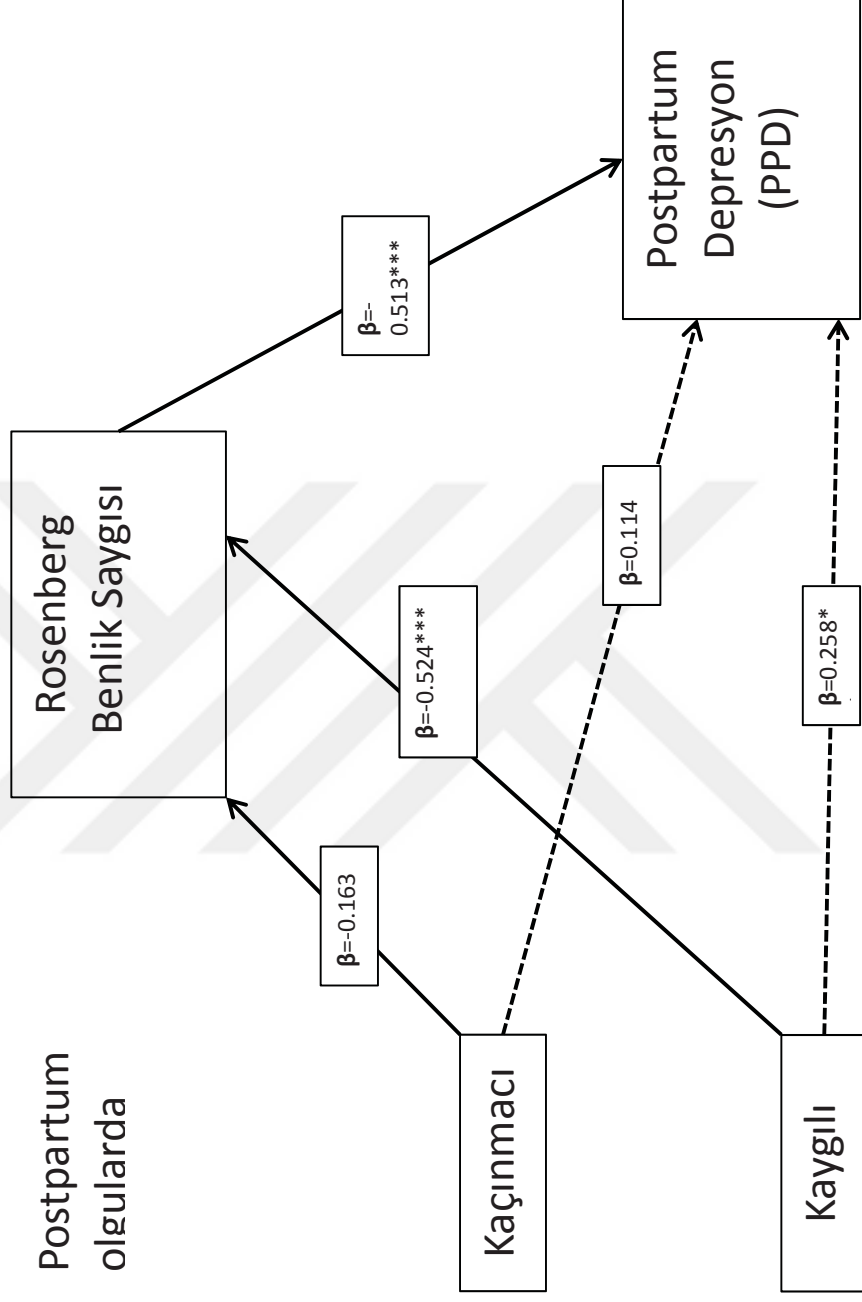 Postpartum
olgularda
Rosenberg
Benlik Saygısı
β=-
0.513***
β=-0.163
β=-0.524***
Kaçınmacı
β=0.114
Postpartum
Depresyon
(PPD)
Kaygılı
β=0.258*